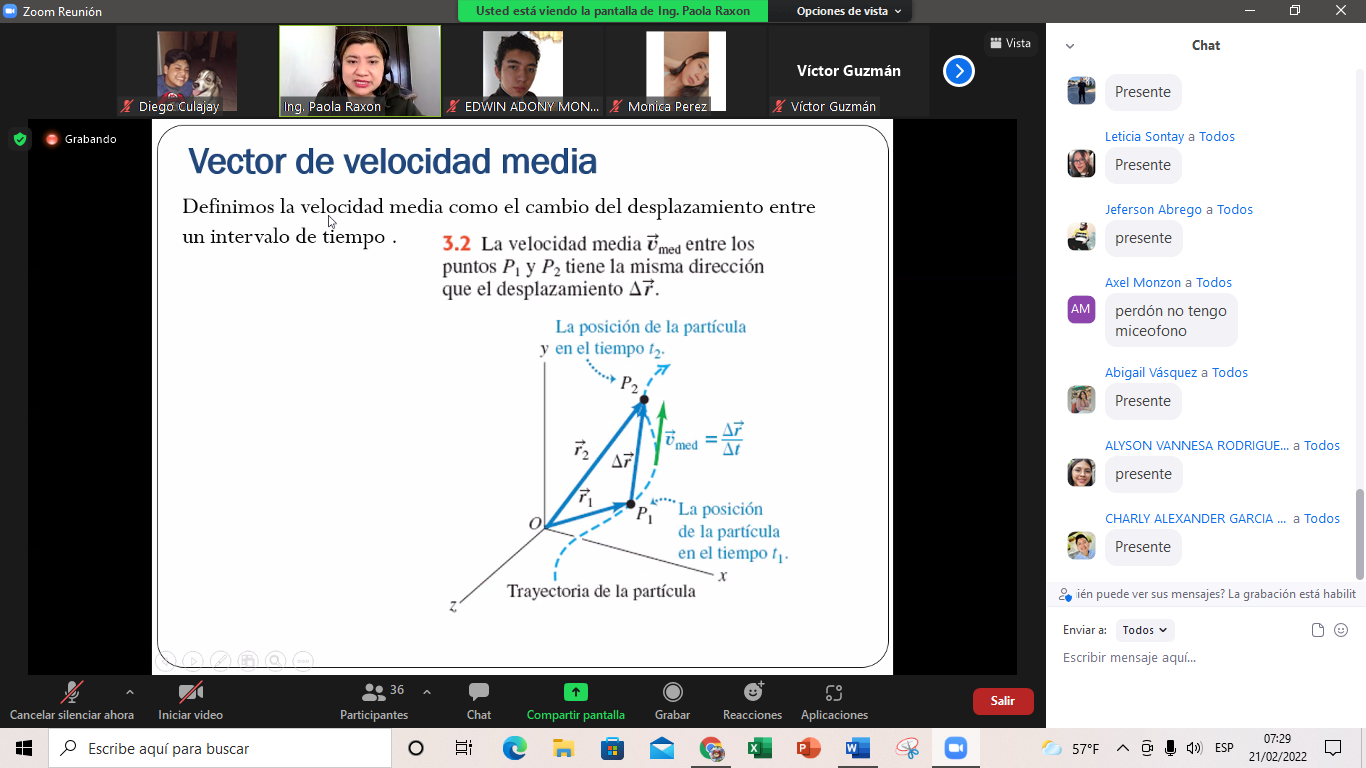 Zoom Reunión
Usted está viendo la pantalla de Ing. Paola Raxon
Opciones de vista
Diego Culajay
Ing. Paola Raxon
EDWIN ADONY MON...
Monica Perez
Víctor Guzmán
Víctor Guzmán
Vista
Grabando
Vector de velocidad media
Definimos la velocidad media como el cambio del desplazamiento entre
un intervalo de tiempo .
3.2 La velocidad media v⃗med entre los
puntos P1 y P2 tiene la misma dirección
que el desplazamiento Δr⃗.
La posición de la partícula
en el tiempo t2.
y
P2
v⃗med = Δr⃗/Δt
r⃗2
Δr⃗
r⃗1
O
P1
La posición
de la partícula
en el tiempo t1.
x
Trayectoria de la partícula
z
Cancelar silenciar ahora
Iniciar video
Participantes
36
Chat
Compartir pantalla
Grabar
Reacciones
Aplicaciones
Salir
Chat
Presente
Leticia Sontay a Todos
Presente
Jeferson Abrego a Todos
presente
Axel Monzon a Todos
AM
perdón no tengo
miceofono
Abigail Vásquez a Todos
Presente
ALYSON VANNESA RODRIGUE... a Todos
presente
CHARLY ALEXANDER GARCIA ... a Todos
Presente
ién puede ver sus mensajes? La grabación está habilit
Enviar a: Todos
Escribir mensaje aquí...
Escribe aquí para buscar
57°F
ESP
07:29
21/02/2022